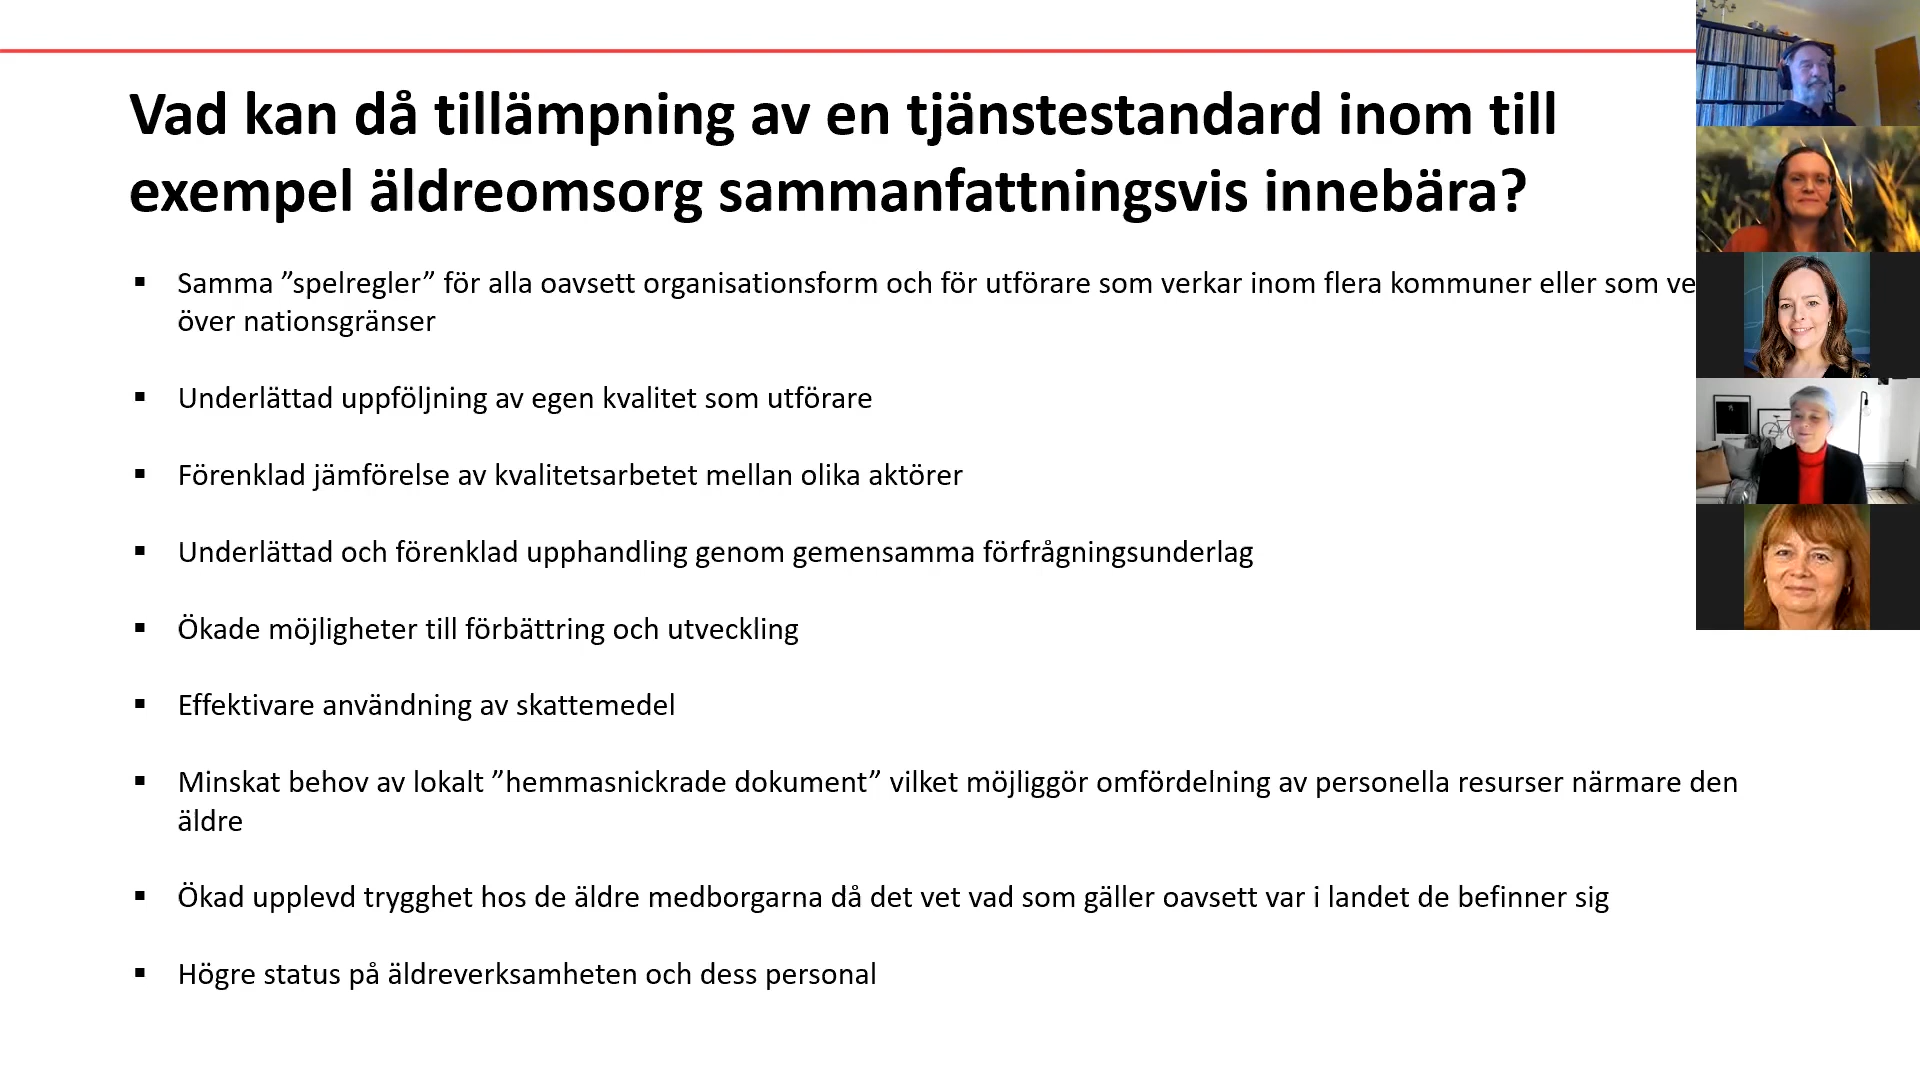 Vad kan då tillämpning av en tjänstestandard inom till
exempel äldreomsorg sammanfattningsvis innebära?
▪ Samma ”spelregler” för alla oavsett organisationsform och för utförare som verkar inom flera kommuner eller som
över nationsgränser
▪ Underlättad uppföljning av egen kvalitet som utförare
▪ Förenklad jämförelse av kvalitetsarbetet mellan olika aktörer
▪ Underlättad och förenklad upphandling genom gemensamma förfrågningsunderlag
▪ Ökade möjligheter till förbättring och utveckling
▪ Effektivare användning av skattemedel
▪ Minskat behov av lokalt ”hemmasnickrade dokument” vilket möjliggör omfördelning av personella resurser närmare den
äldre
▪ Ökad upplevd trygghet hos de äldre medborgarna då det vet vad som gäller oavsett var i landet de befinner sig
▪ Högre status på äldreverksamheten och dess personal